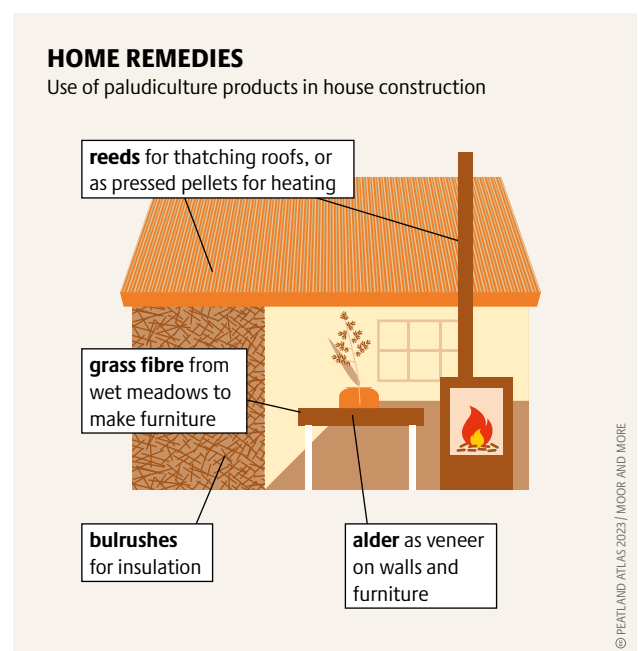 HOME REMEDIES
Use of paludiculture products in house construction
reeds for thatching roofs, or
as pressed pellets for heating
grass fibre from
wet meadows to
make furniture
bulrushes
for insulation
alder as veneer
on walls and
furniture
🅭 PEATLAND ATLAS 2023 / MOOR AND MORE